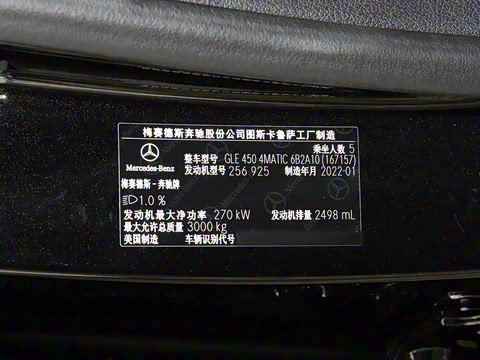 梅赛德斯奔驰股份公司图斯卡鲁萨工厂制造
乘坐人数 5
整车型号 GLE 450 4MATIC 6B2A10 (167157)
Mercedes-Benz 发动机型号 256 925 制造年月 2022-01
梅赛德斯-奔驰牌
1.0 %
发动机最大净功率 270 kW 发动机排量 2498 mL
最大允许总质量 3000 kg
美国制造 车辆识别代号